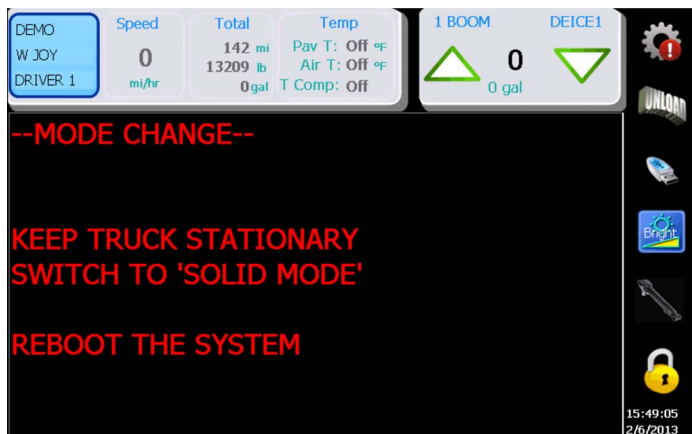 DEMO
W JOY
DRIVER 1
Speed
0
mi/hr
Total
142 mi
13209 lb
0 gal
Temp
Pav T: Off °F
Air T: Off °F
T Comp: Off
1 BOOM DEICE1
0
0 gal
UNLOAD
--MODE CHANGE--
KEEP TRUCK STATIONARY
SWITCH TO 'SOLID MODE'
REBOOT THE SYSTEM
Bright
15:49:05
2/6/2013